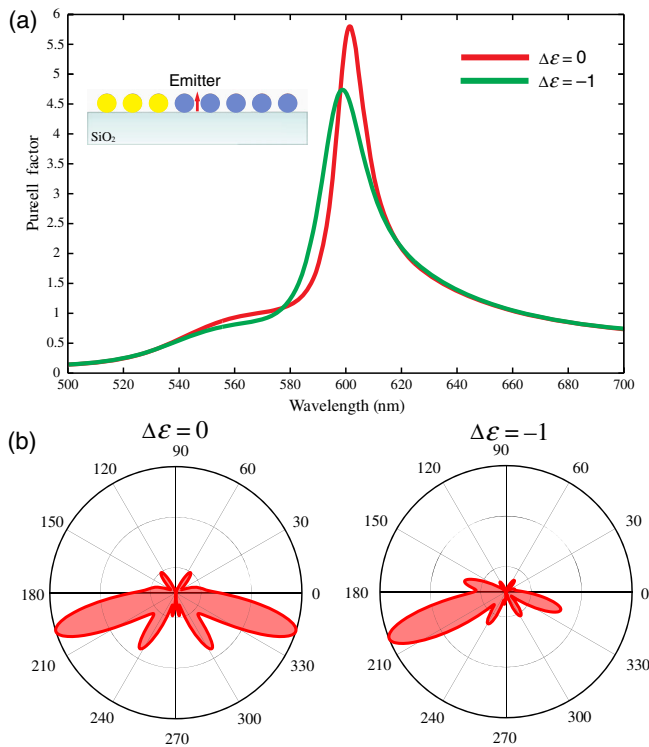 (a)
Purcell factor
6
5.5
5
4.5
4
3.5
3
2.5
2
1.5
1
0.5
0
500 520 540 560 580 600 620 640 660 680 700
Wavelength (nm)
Δε = 0
Δε = −1
Emitter
SiO₂
(b)
Δε = 0
90
120 60
150 30
180 0
210 330
240 300
270
Δε = −1
90
120 60
150 30
180 0
210 330
240 300
270